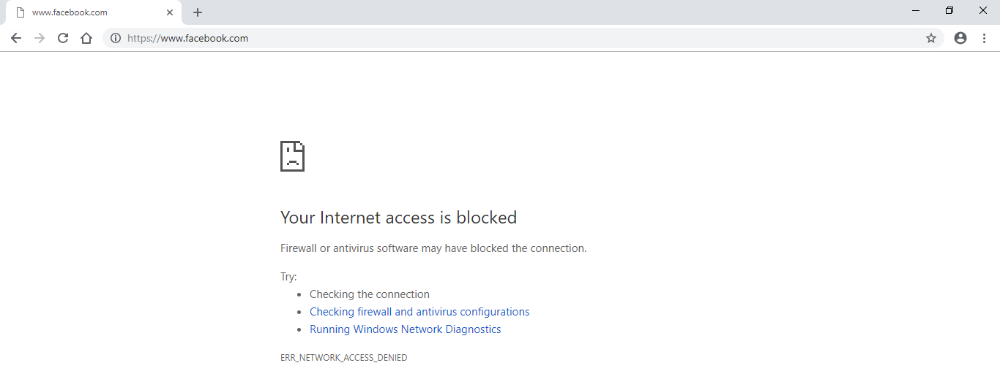 www.facebook.com
https://www.facebook.com
Your Internet access is blocked
Firewall or antivirus software may have blocked the connection.
Try:
• Checking the connection
• Checking firewall and antivirus configurations
• Running Windows Network Diagnostics
ERR_NETWORK_ACCESS_DENIED